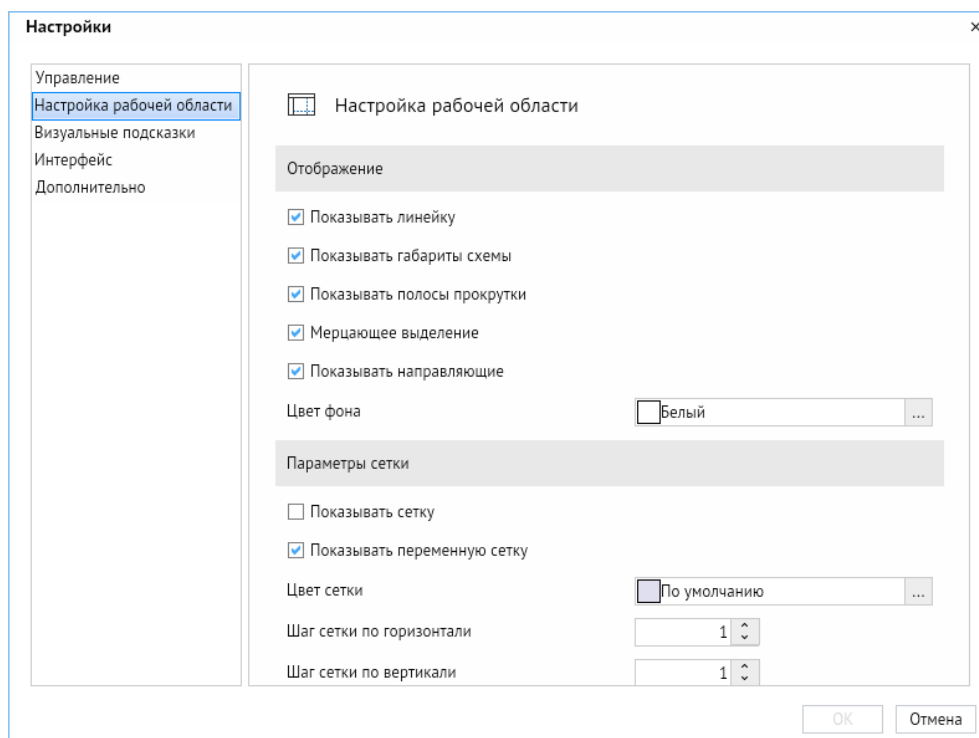 Настройки
×
Управление
Настройка рабочей области
Визуальные подсказки
Интерфейс
Дополнительно
Настройка рабочей области
Отображение
Показывать линейку
Показывать габариты схемы
Показывать полосы прокрутки
Мерцающее выделение
Показывать направляющие
Цвет фона Белый ...
Параметры сетки
Показывать сетку
Показывать переменную сетку
Цвет сетки По умолчанию ...
Шаг сетки по горизонтали 1
Шаг сетки по вертикали 1
OK Отмена